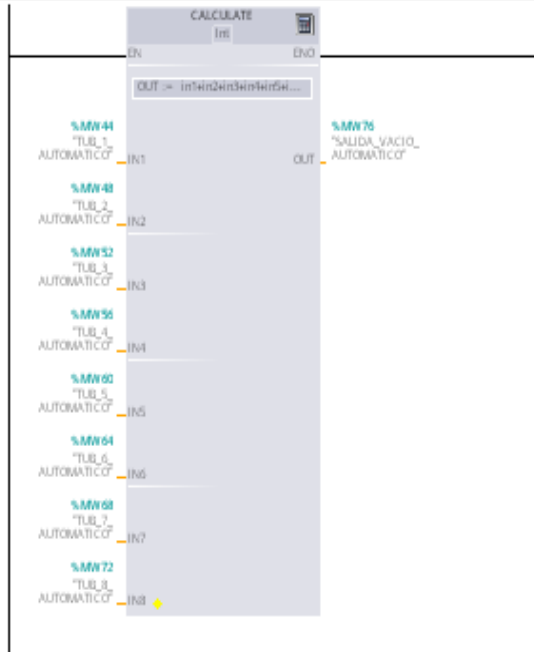 CALCULATE
Int
EN
ENO
OUT := in1+in2+in3+in4+in5+i...
%MW44
"TUB_1_
AUTOMATICO"
IN1
%MW76
"SALIDA_VACIO_
AUTOMATICO"
OUT
%MW48
"TUB_2_
AUTOMATICO"
IN2
%MW52
"TUB_3_
AUTOMATICO"
IN3
%MW56
"TUB_4_
AUTOMATICO"
IN4
%MW60
"TUB_5_
AUTOMATICO"
IN5
%MW64
"TUB_6_
AUTOMATICO"
IN6
%MW68
"TUB_7_
AUTOMATICO"
IN7
%MW72
"TUB_8_
AUTOMATICO"
IN8